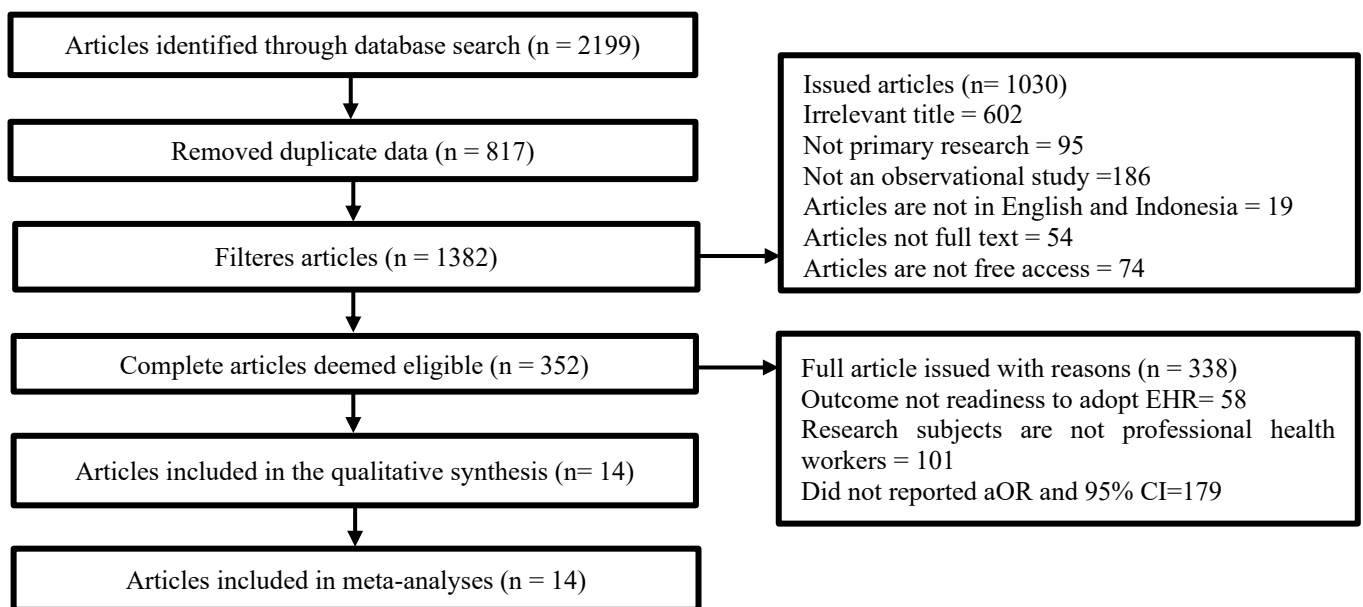 Articles identified through database search (n = 2199)
Removed duplicate data (n = 817)
Filteres articles (n = 1382)
Issued articles (n= 1030)
Irrelevant title = 602
Not primary research = 95
Not an observational study =186
Articles are not in English and Indonesia = 19
Articles not full text = 54
Articles are not free access = 74
Complete articles deemed eligible (n = 352)
Full article issued with reasons (n = 338)
Outcome not readiness to adopt EHR= 58
Research subjects are not professional health
workers = 101
Did not reported aOR and 95% CI=179
Articles included in the qualitative synthesis (n= 14)
Articles included in meta-analyses (n = 14)